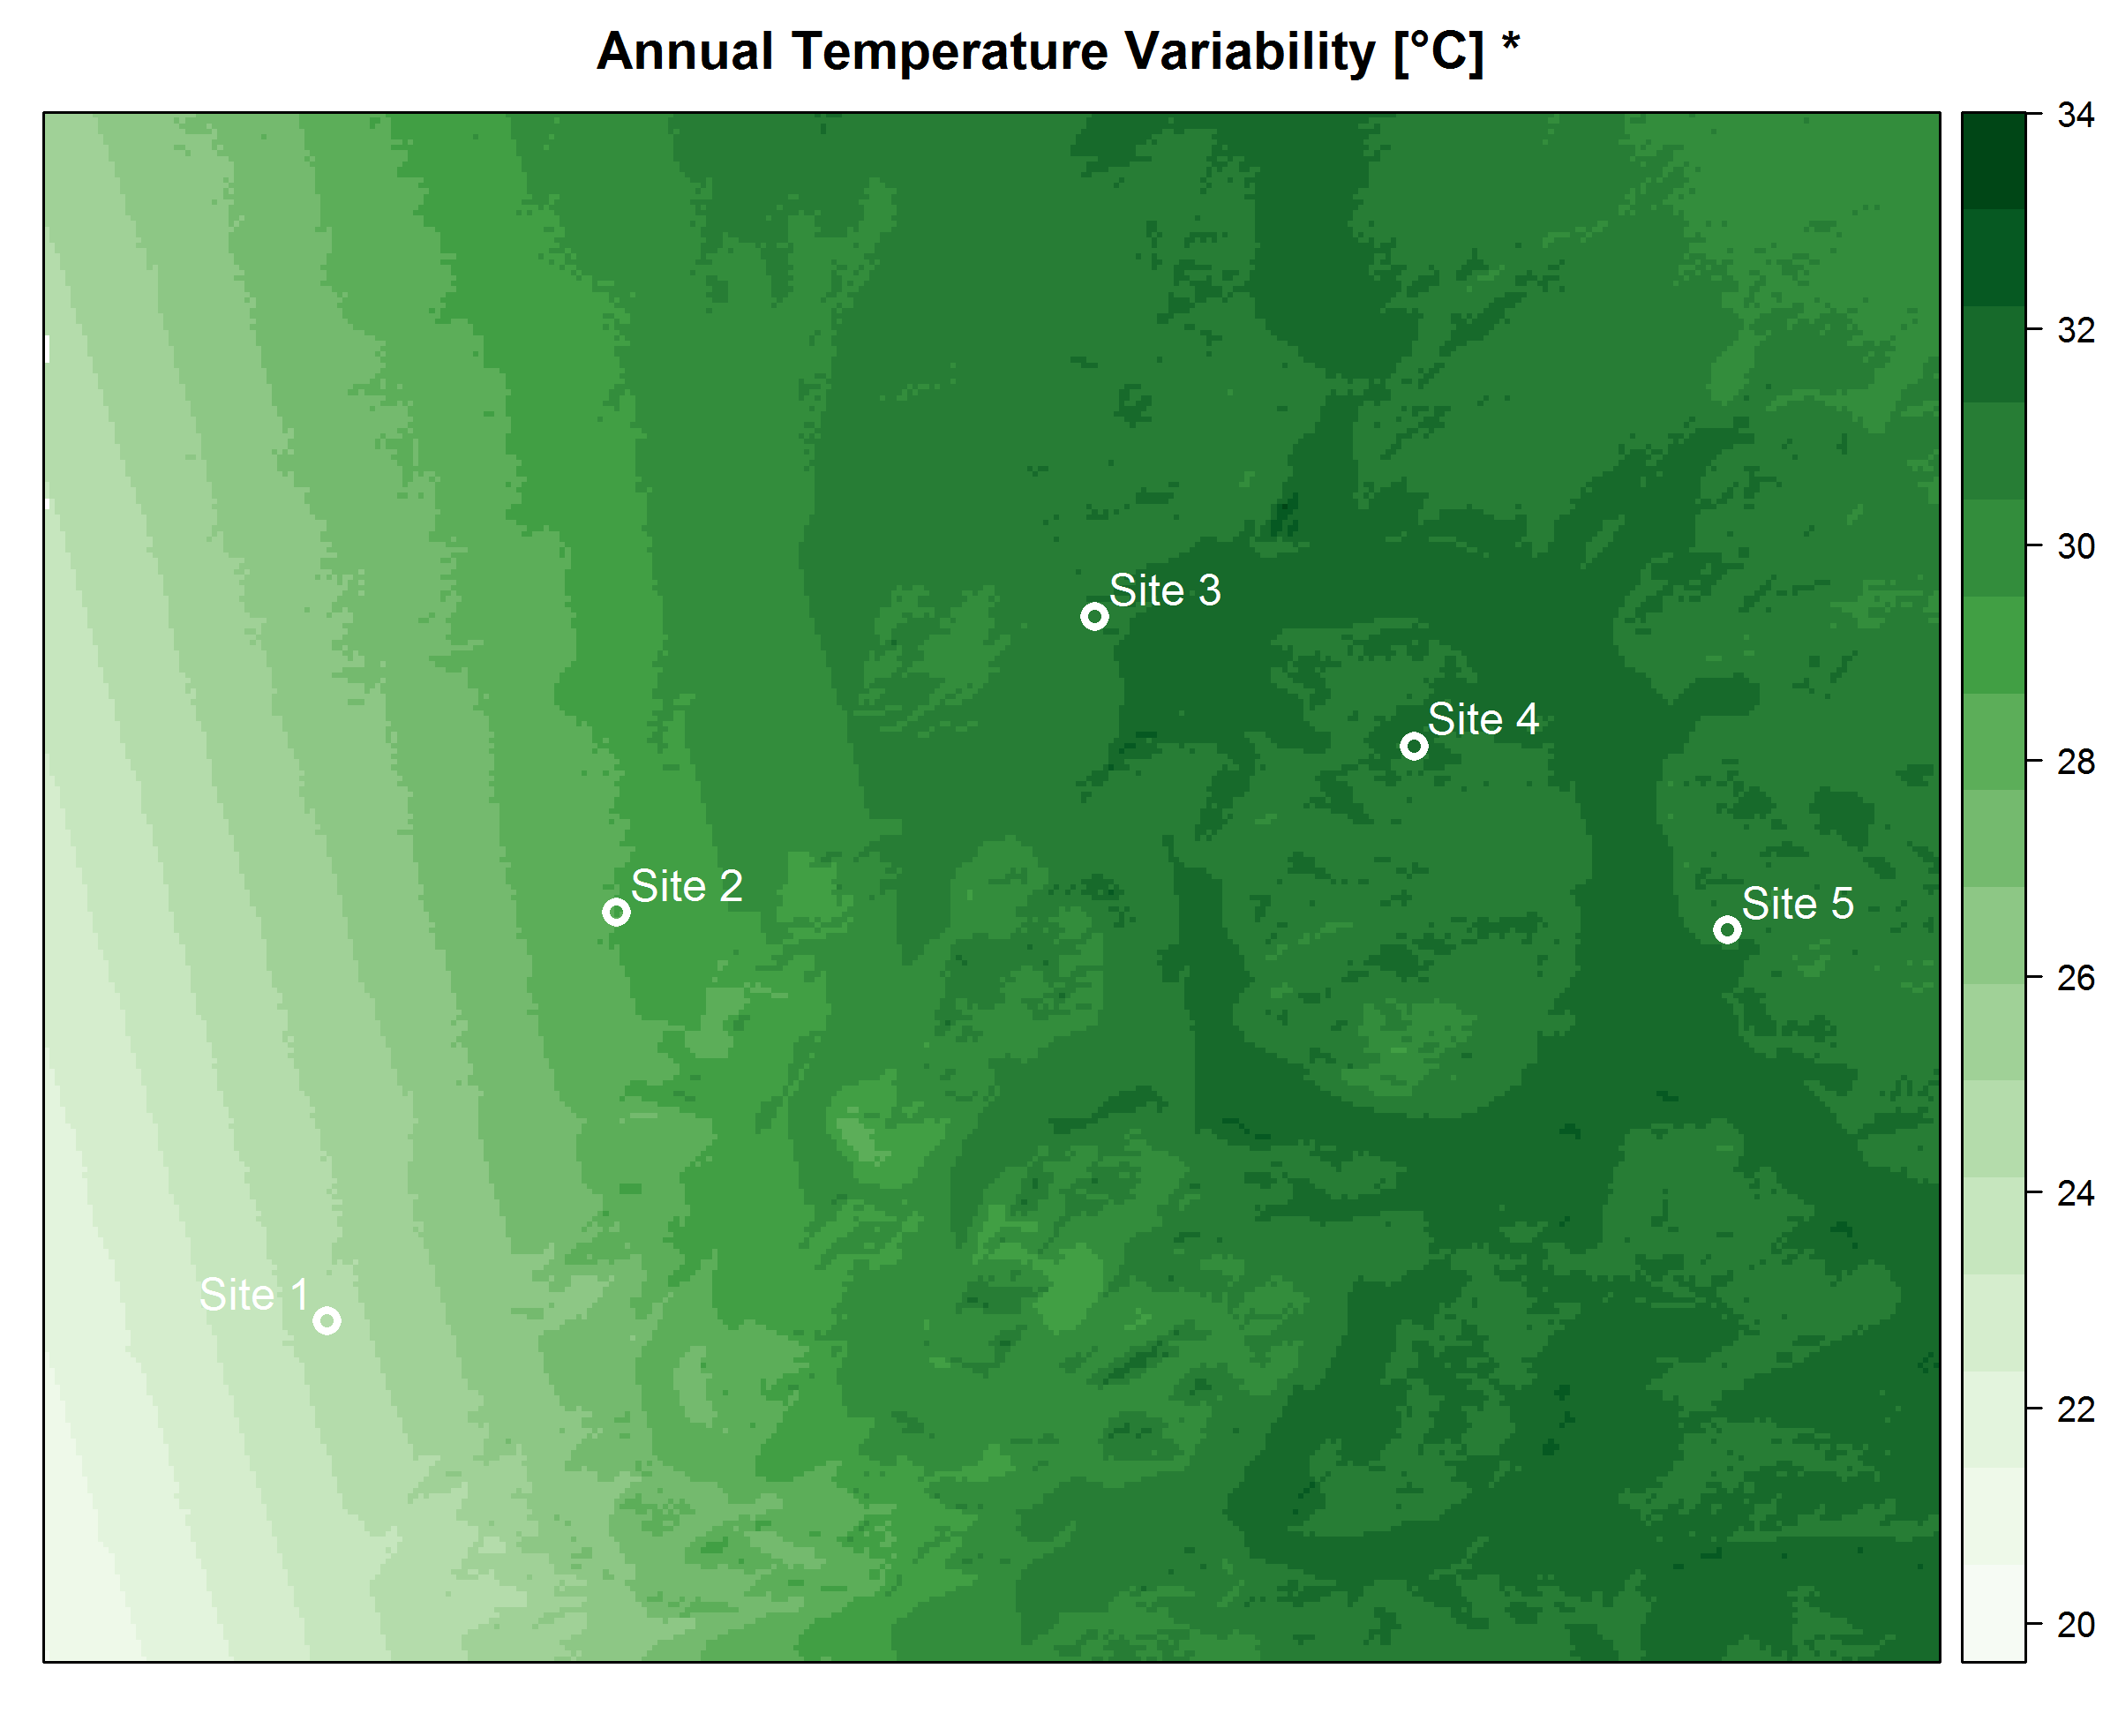 Annual Temperature Variability [°C] *
34
32
Site 3
30
Site 4
28
Site 2
Site 5
26
24
Site 1
22
20